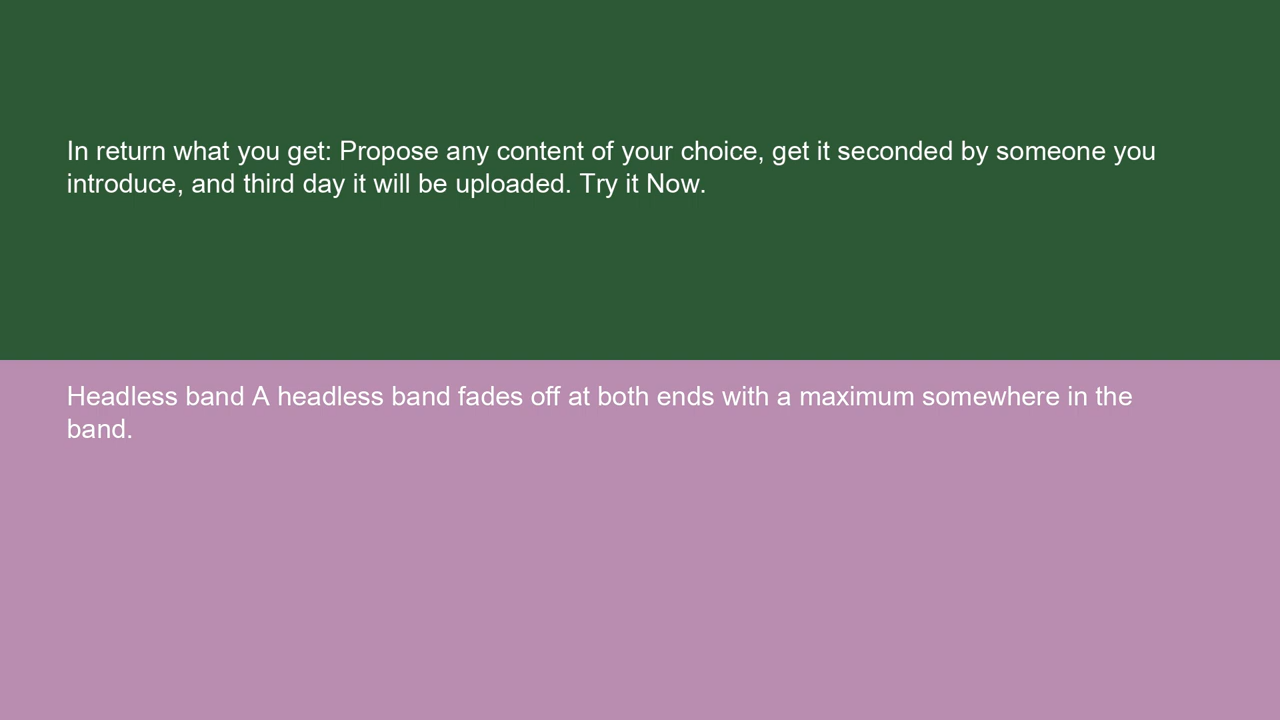 In return what you get: Propose any content of your choice, get it seconded by someone you
introduce, and third day it will be uploaded. Try it Now.
Headless band A headless band fades off at both ends with a maximum somewhere in the
band.